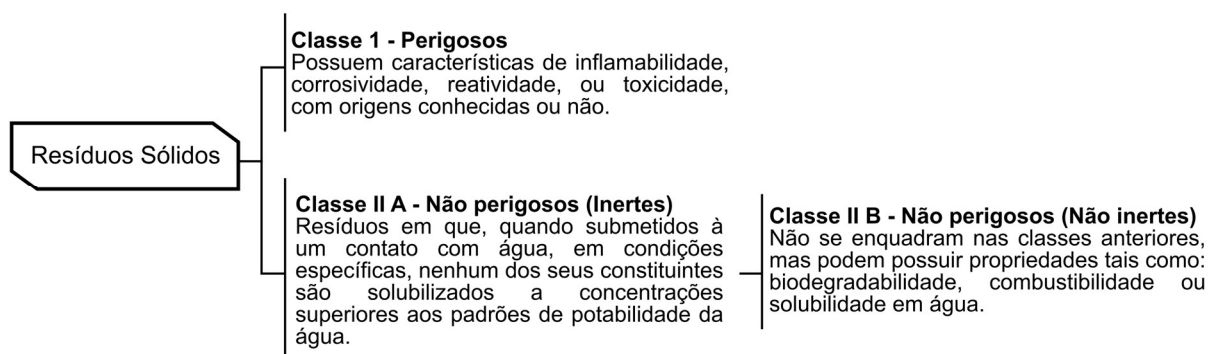 Classe 1 - Perigosos
Possuem características de inflamabilidade,
corrosividade, reatividade, ou toxicidade,
com origens conhecidas ou não.
Resíduos Sólidos
Classe II A - Não perigosos (Inertes)
Resíduos em que, quando submetidos à
um contato com água, em condições
específicas, nenhum dos seus constituintes
são solubilizados a concentrações
superiores aos padrões de potabilidade da
água.
Classe II B - Não perigosos (Não inertes)
Não se enquadram nas classes anteriores,
mas podem possuir propriedades tais como:
biodegradabilidade, combustibilidade ou
solubilidade em água.